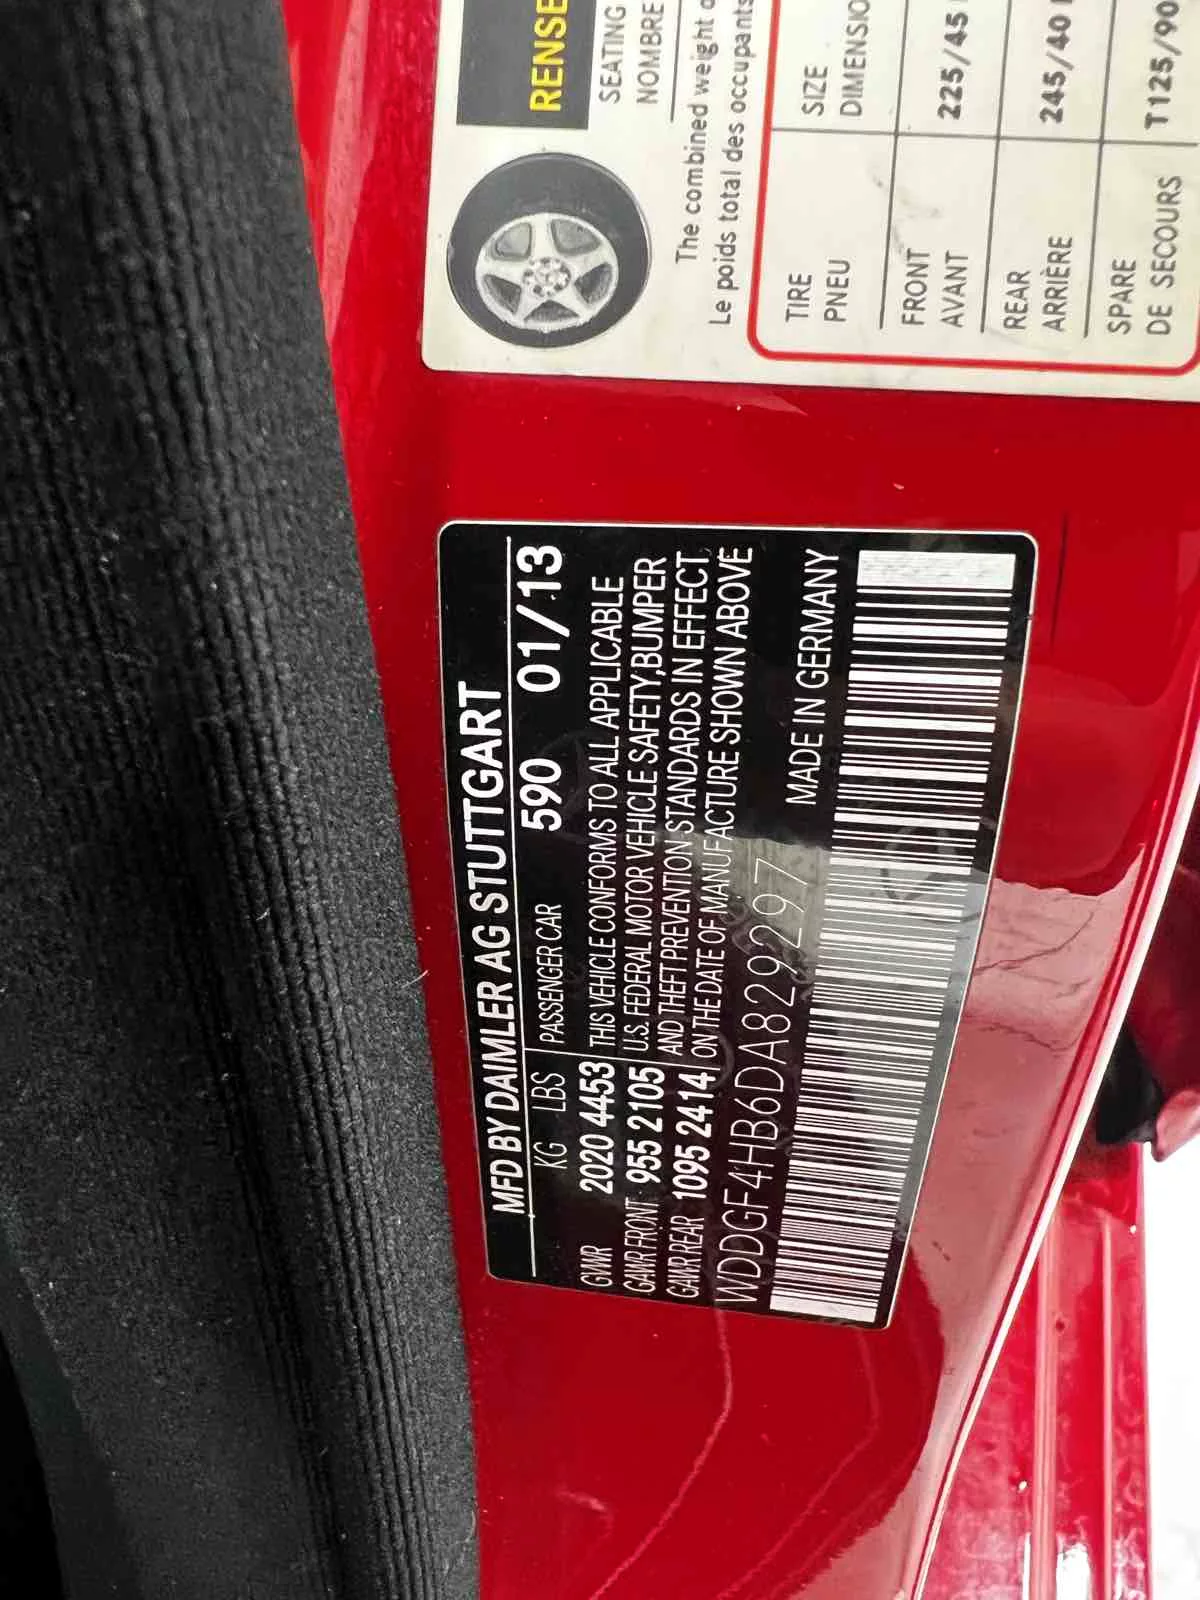 RENSE
SEATING
NOMBRE
The combined weight o
Le poids total des occupants
TIRE
PNEU
SIZE
DIMENSIO
FRONT
AVANT
225/45
REAR
ARRIÈRE
245/40
SPARE
DE SECOURS
T125/90
MFD BY DAIMLER AG STUTTGART
KG LBS PASSENGER CAR 590 01/13
GVWR 2020 4453 THIS VEHICLE CONFORMS TO ALL APPLICABLE
GAWR FRONT 955 2105 U.S. FEDERAL MOTOR VEHICLE SAFETY,BUMPER
GAWR REAR 1095 2414 AND THEFT PREVENTION STANDARDS IN EFFECT
ON THE DATE OF MANUFACTURE SHOWN ABOVE
WDDGF4HB6DA829297 MADE IN GERMANY